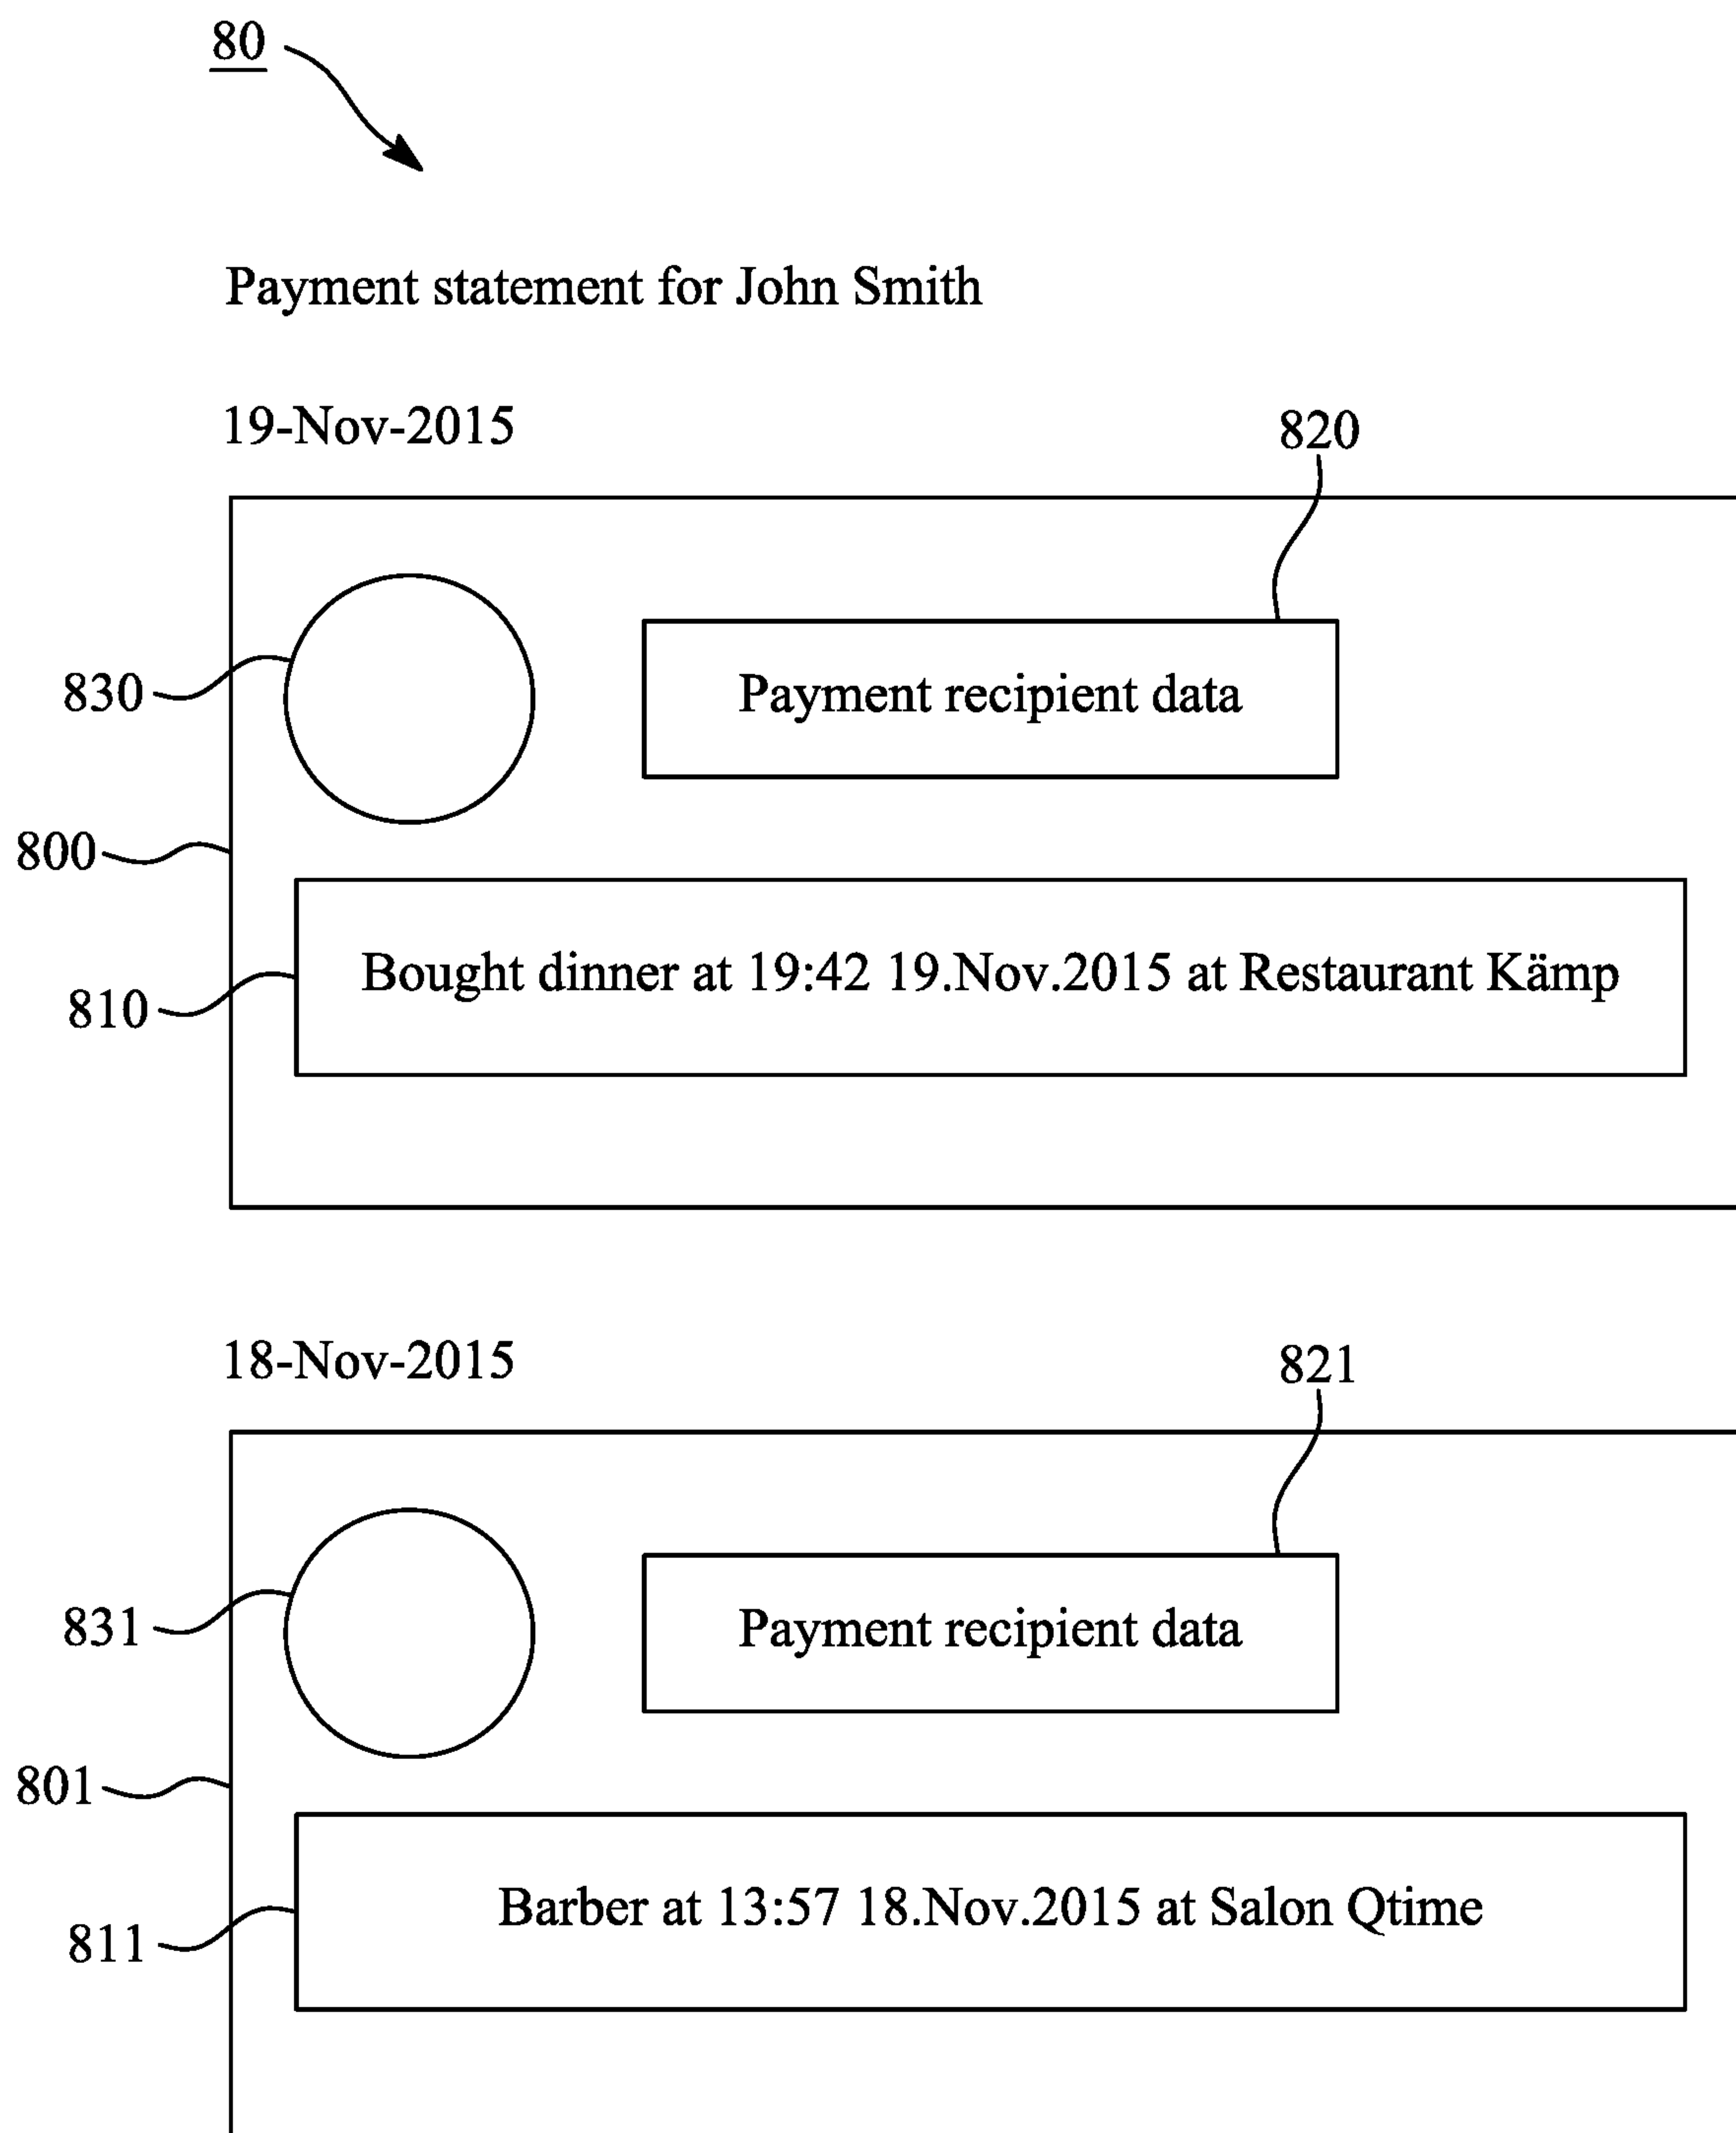 80
Payment statement for John Smith
19-Nov-2015
820
830
Payment recipient data
800
Bought dinner at 19:42 19.Nov.2015 at Restaurant Kämp
810
18-Nov-2015
821
831
Payment recipient data
801
Barber at 13:57 18.Nov.2015 at Salon Qtime
811